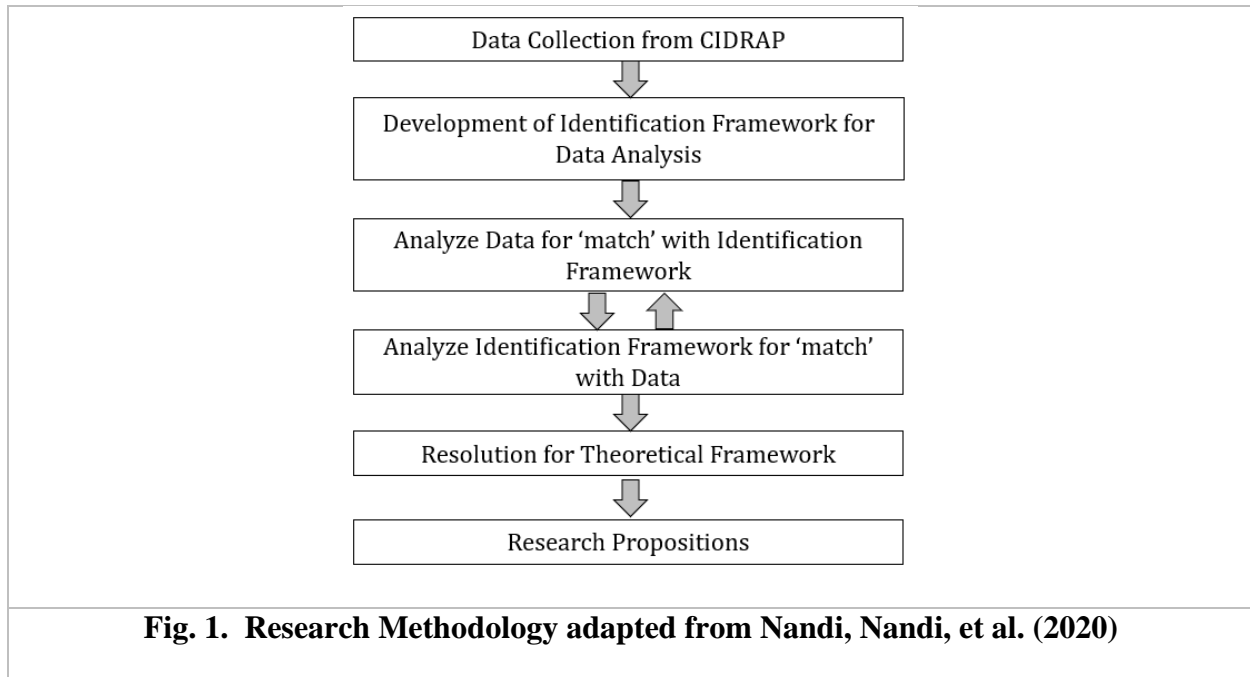 Data Collection from CIDRAP
Development of Identification Framework for
Data Analysis
Analyze Data for ‘match’ with Identification
Framework
Analyze Identification Framework for ‘match’
with Data
Resolution for Theoretical Framework
Research Propositions
Fig. 1.  Research Methodology adapted from Nandi, Nandi, et al. (2020)